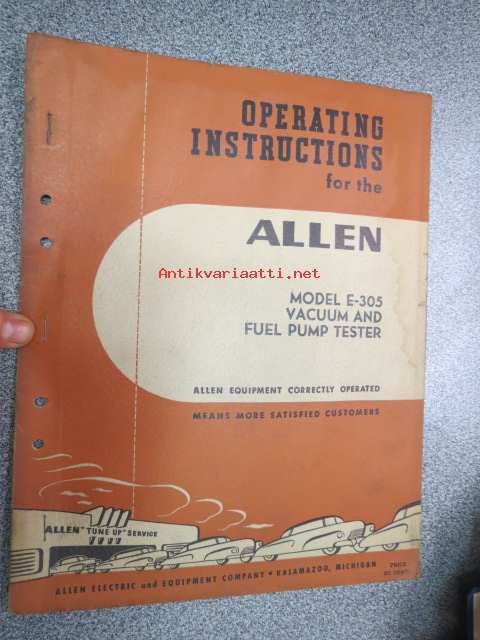 OPERATING
INSTRUCTIONS
for the
ALLEN
Antikvariaatti.net
MODEL E-305
VACUUM AND
FUEL PUMP TESTER
ALLEN EQUIPMENT CORRECTLY OPERATED
MEANS MORE SATISFIED CUSTOMERS
ALLEN "TUNE UP" SERVICE
ALLEN ELECTRIC and EQUIPMENT COMPANY • KALAMAZOO, MICHIGAN